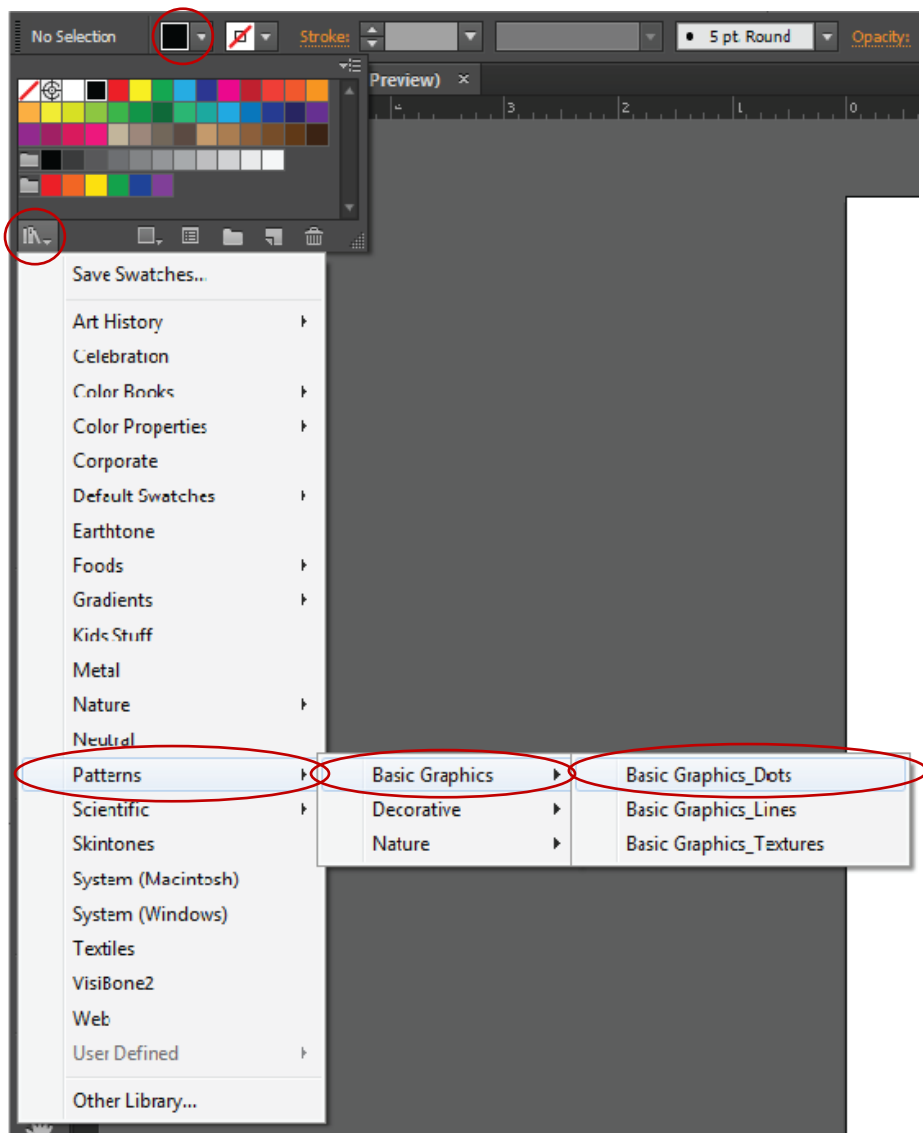 No Selection Stroke: 5 pt. Round Opacity:
Preview) ×
4 3 2 1 0
Save Swatches...
Art History
Celebration
Color Books
Color Properties
Corporate
Default Swatches
Earthtone
Foods
Gradients
Kids Stuff
Metal
Nature
Neutral
Patterns Basic Graphics Basic Graphics_Dots
Scientific Decorative Basic Graphics_Lines
Skintones Nature Basic Graphics_Textures
System (Macintosh)
System (Windows)
Textiles
VisiBone2
Web
User Defined
Other Library...